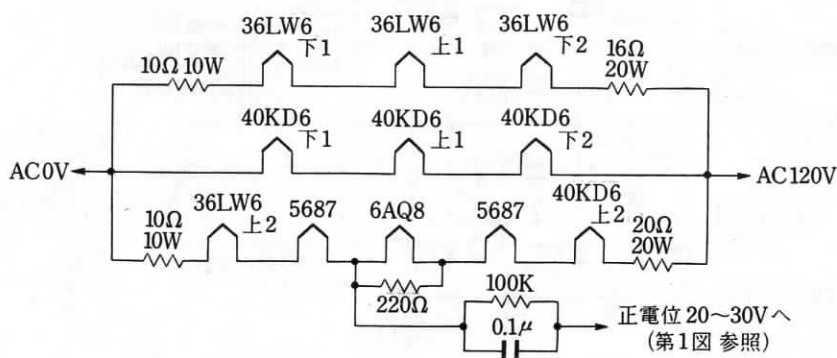 36LW6
下1
36LW6
上1
36LW6
下2
10Ω 10W
16Ω
20W
40KD6
下1
40KD6
上1
40KD6
下2
AC0V
AC120V
10Ω
10W
36LW6
上2
5687
6AQ8
5687
40KD6
上2
20Ω
20W
220Ω
100K
0.1μ
正電位20〜30Vへ
(第1図 参照)